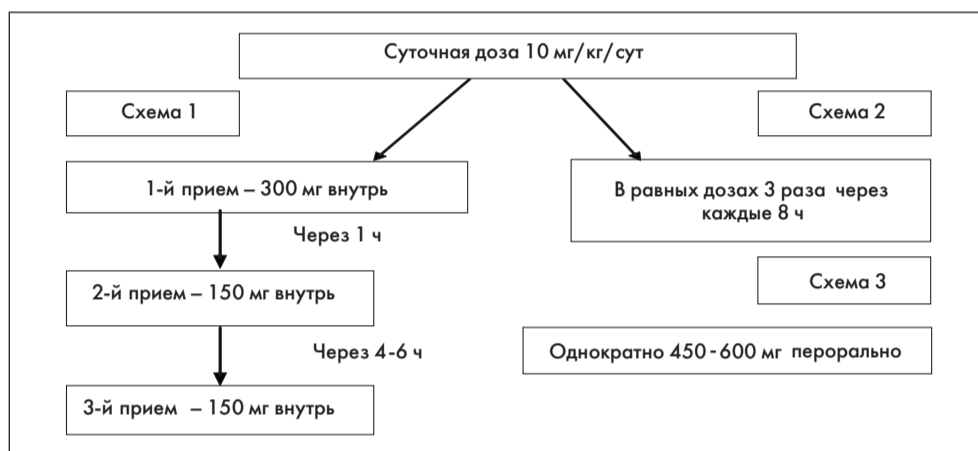 Суточная доза 10 мг/кг/сут
Схема 1
1-й прием – 300 мг внутрь
Через 1 ч
2-й прием – 150 мг внутрь
Через 4-6 ч
3-й прием – 150 мг внутрь
Схема 2
В равных дозах 3 раза через
каждые 8 ч
Схема 3
Однократно 450-600 мг перорально